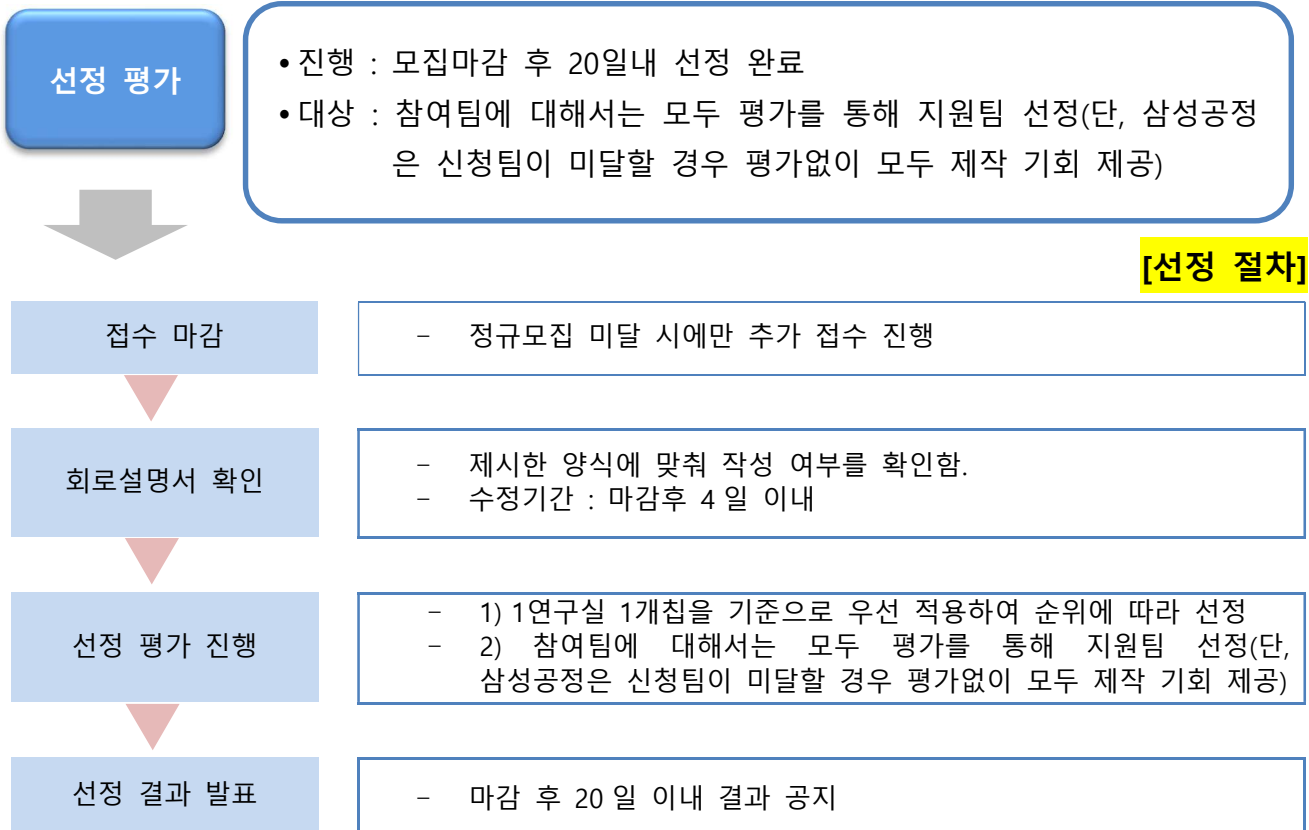 선정 평가
• 진행 : 모집마감 후 20일내 선정 완료
• 대상 : 참여팀에 대해서는 모두 평가를 통해 지원팀 선정(단, 삼성공정
은 신청팀이 미달할 경우 평가없이 모두 제작 기회 제공)
[선정 절차]
접수 마감
- 정규모집 미달 시에만 추가 접수 진행
회로설명서 확인
- 제시한 양식에 맞춰 작성 여부를 확인함.
- 수정기간 : 마감후 4 일 이내
선정 평가 진행
- 1) 1연구실 1개칩을 기준으로 우선 적용하여 순위에 따라 선정
- 2) 참여팀에 대해서는 모두 평가를 통해 지원팀 선정(단,
삼성공정은 신청팀이 미달할 경우 평가없이 모두 제작 기회 제공)
선정 결과 발표
- 마감 후 20 일 이내 결과 공지